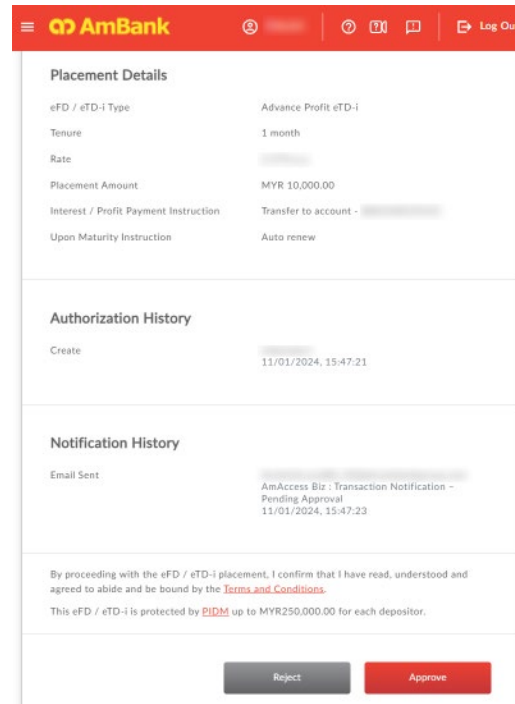 AmBank
Log Ou
Placement Details
eFD / eTD-i Type Advance Profit eTD-i
Tenure 1 month
Rate
Placement Amount MYR 10,000.00
Interest / Profit Payment Instruction Transfer to account -
Upon Maturity Instruction Auto renew
Authorization History
Create
11/01/2024, 15:47:21
Notification History
Email Sent
AmAccess Biz : Transaction Notification –
Pending Approval
11/01/2024, 15:47:23
By proceeding with the eFD / eTD-i placement, I confirm that I have read, understood and
agreed to abide and be bound by the Terms and Conditions.
This eFD / eTD-i is protected by PIDM up to MYR250,000.00 for each depositor.
Reject Approve